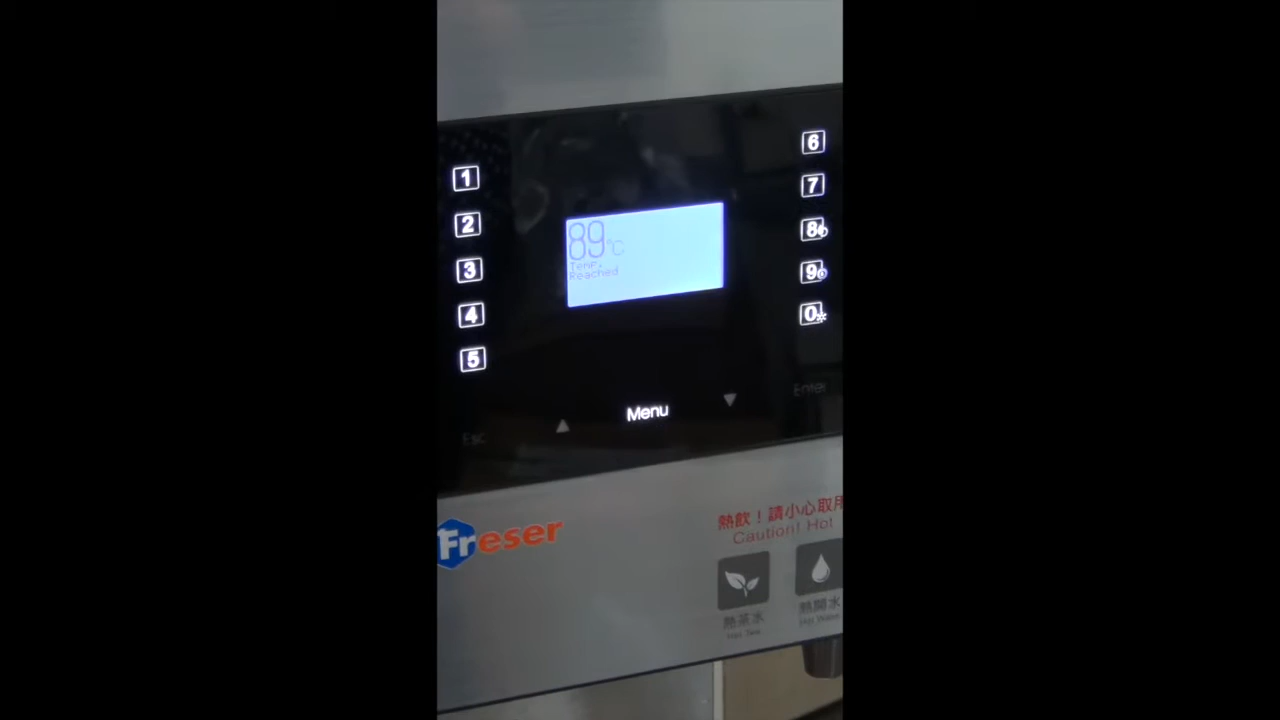 1
2
3
4
5
6
7
8
9
0
89°C
Temp.
Reached
Esc
Menu
Enter
Freser
熱飲！請小心取用
Caution! Hot
熱茶水
Hot Tea
熱開水
Hot Water